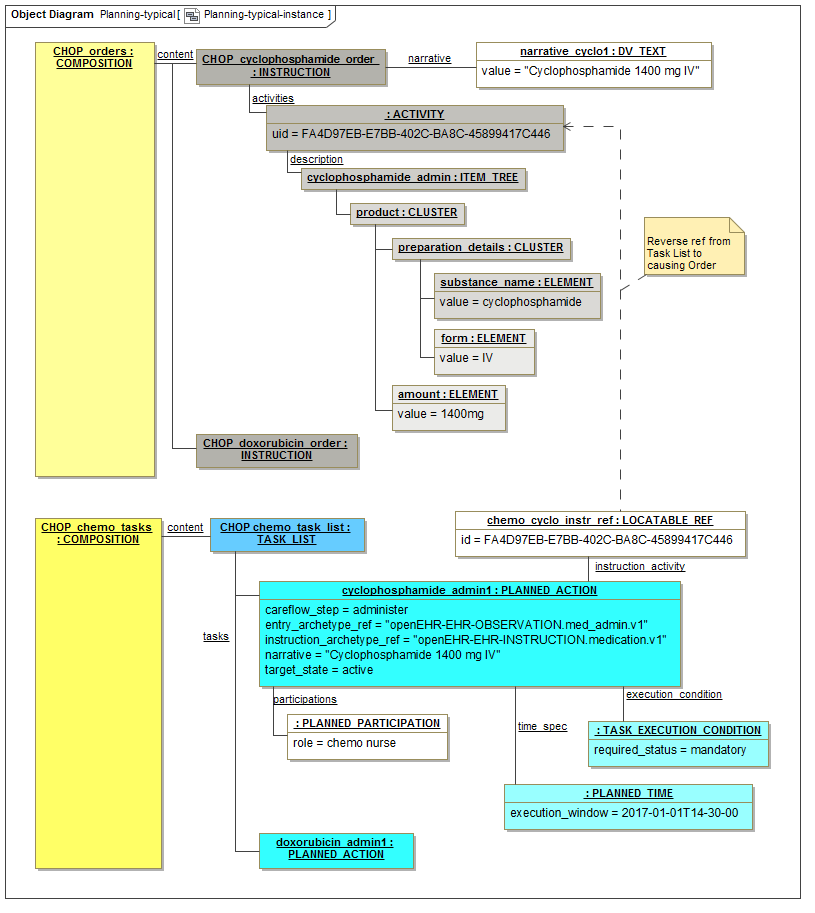 Object Diagram Planning-typical [ Planning-typical-instance ]
CHOP_orders :
COMPOSITION
content
CHOP_cyclophosphamide_order
: INSTRUCTION
narrative
narrative_cyclo1 : DV_TEXT
value = "Cyclophosphamide 1400 mg IV"
activities
: ACTIVITY
uid = FA4D97EB-E7BB-402C-BA8C-45899417C446
description
cyclophosphamide_admin : ITEM_TREE
product : CLUSTER
preparation_details : CLUSTER
substance_name : ELEMENT
value = cyclophosphamide
form : ELEMENT
value = IV
amount : ELEMENT
value = 1400mg
Reverse ref from
Task List to
causing Order
CHOP_doxorubicin_order :
INSTRUCTION
CHOP_chemo_tasks
: COMPOSITION
content
CHOP chemo_task_list :
TASK_LIST
chemo_cyclo_instr_ref : LOCATABLE_REF
id = FA4D97EB-E7BB-402C-BA8C-45899417C446
instruction_activity
tasks
cyclophosphamide_admin1 : PLANNED_ACTION
careflow_step = administer
entry_archetype_ref = "openEHR-EHR-OBSERVATION.med_admin.v1"
instruction_archetype_ref = "openEHR-EHR-INSTRUCTION.medication.v1"
narrative = "Cyclophosphamide 1400 mg IV"
target_state = active
participations
: PLANNED_PARTICIPATION
role = chemo nurse
time_spec
execution_condition
: TASK_EXECUTION_CONDITION
required_status = mandatory
: PLANNED_TIME
execution_window = 2017-01-01T14-30-00
doxorubicin_admin1 :
PLANNED_ACTION